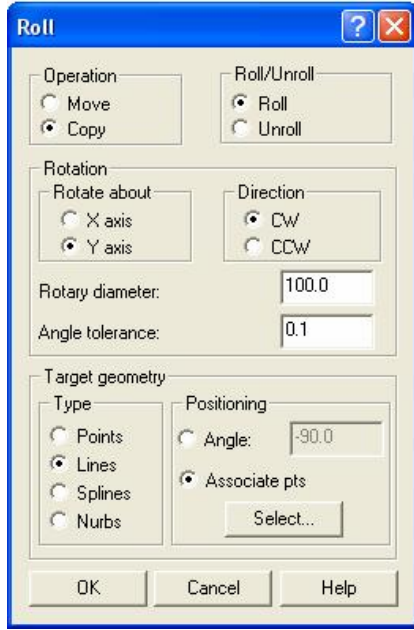 Roll
Operation
Move
Copy
Roll/Unroll
Roll
Unroll
Rotation
Rotate about
X axis
Y axis
Direction
CW
CCW
Rotary diameter: 100.0
Angle tolerance: 0.1
Target geometry
Type
Points
Lines
Splines
Nurbs
Positioning
Angle: -90.0
Associate pts
Select...
OK Cancel Help